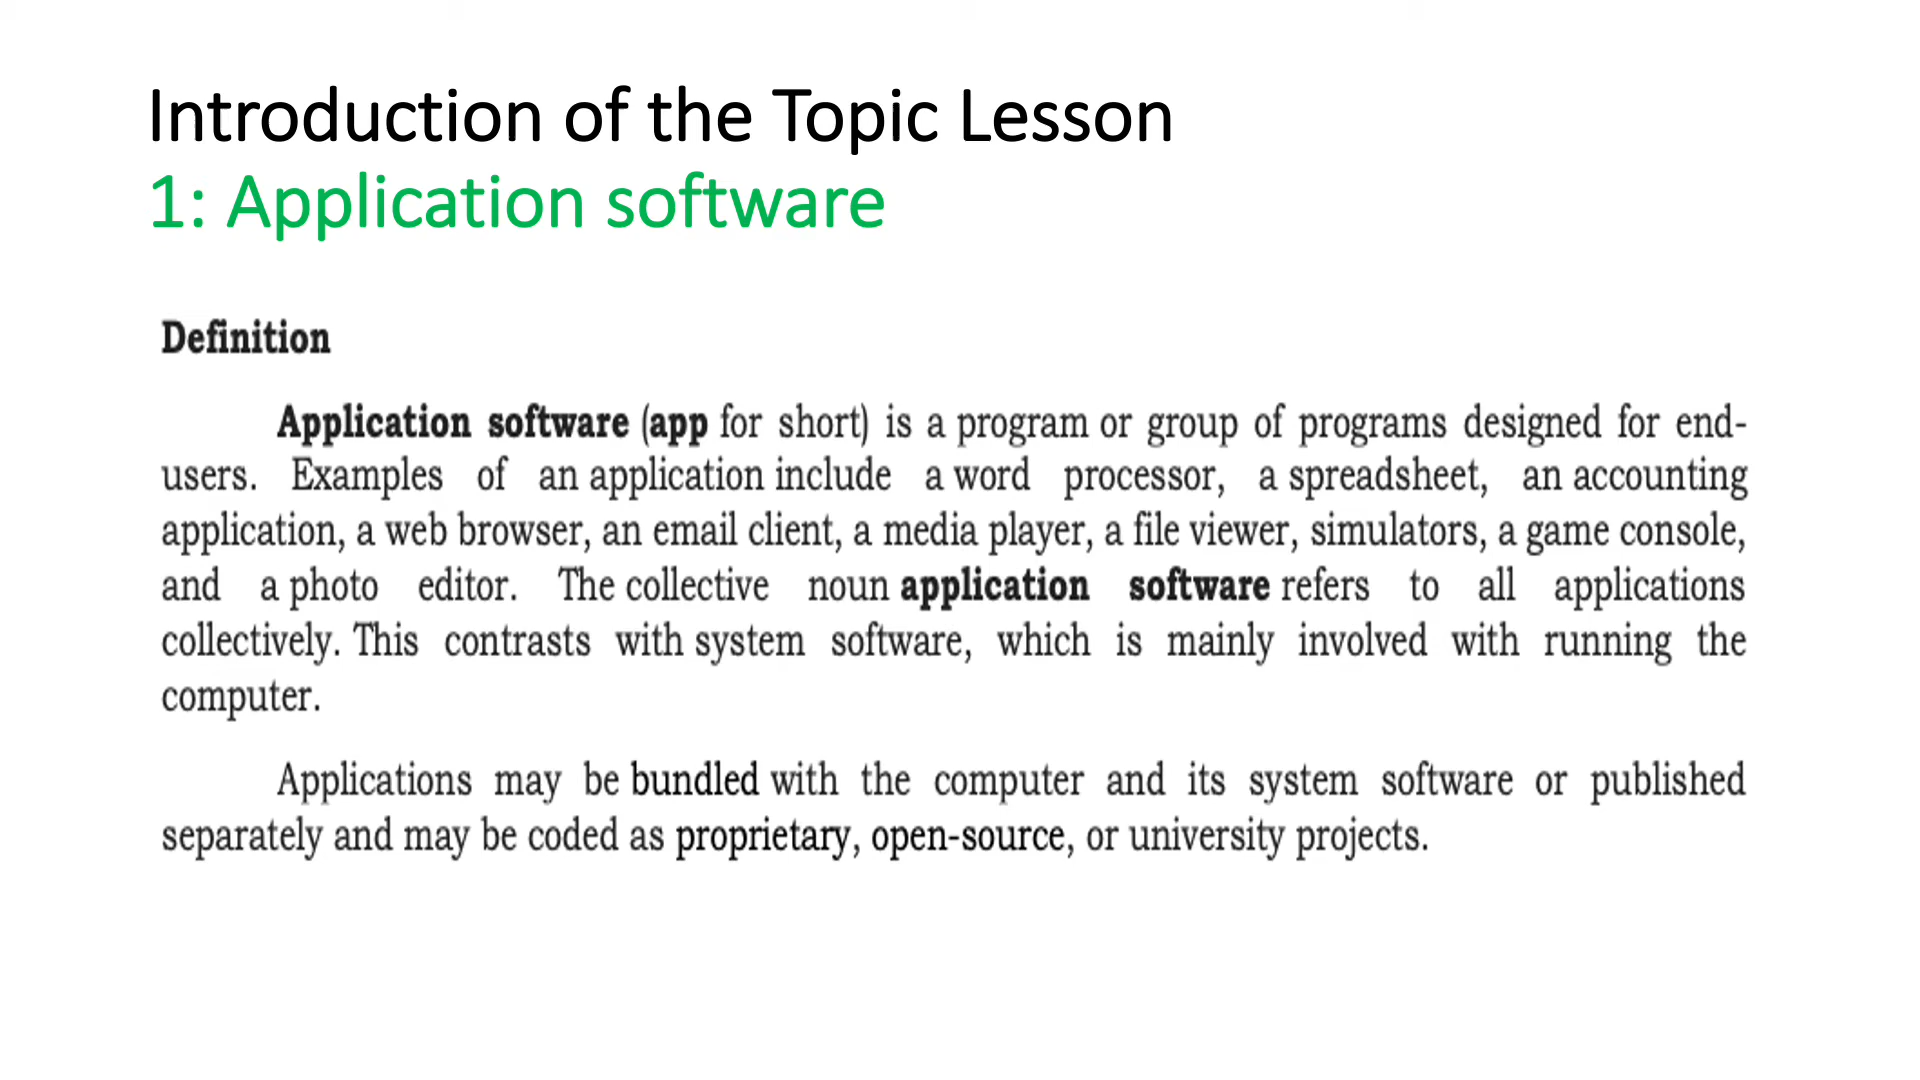 Introduction of the Topic Lesson
1: Application software
Definition
Application software (app for short) is a program or group of programs designed for end-
users. Examples of an application include a word processor, a spreadsheet, an accounting
application, a web browser, an email client, a media player, a file viewer, simulators, a game console,
and a photo editor. The collective noun application software refers to all applications
collectively. This contrasts with system software, which is mainly involved with running the
computer.
Applications may be bundled with the computer and its system software or published
separately and may be coded as proprietary, open-source, or university projects.